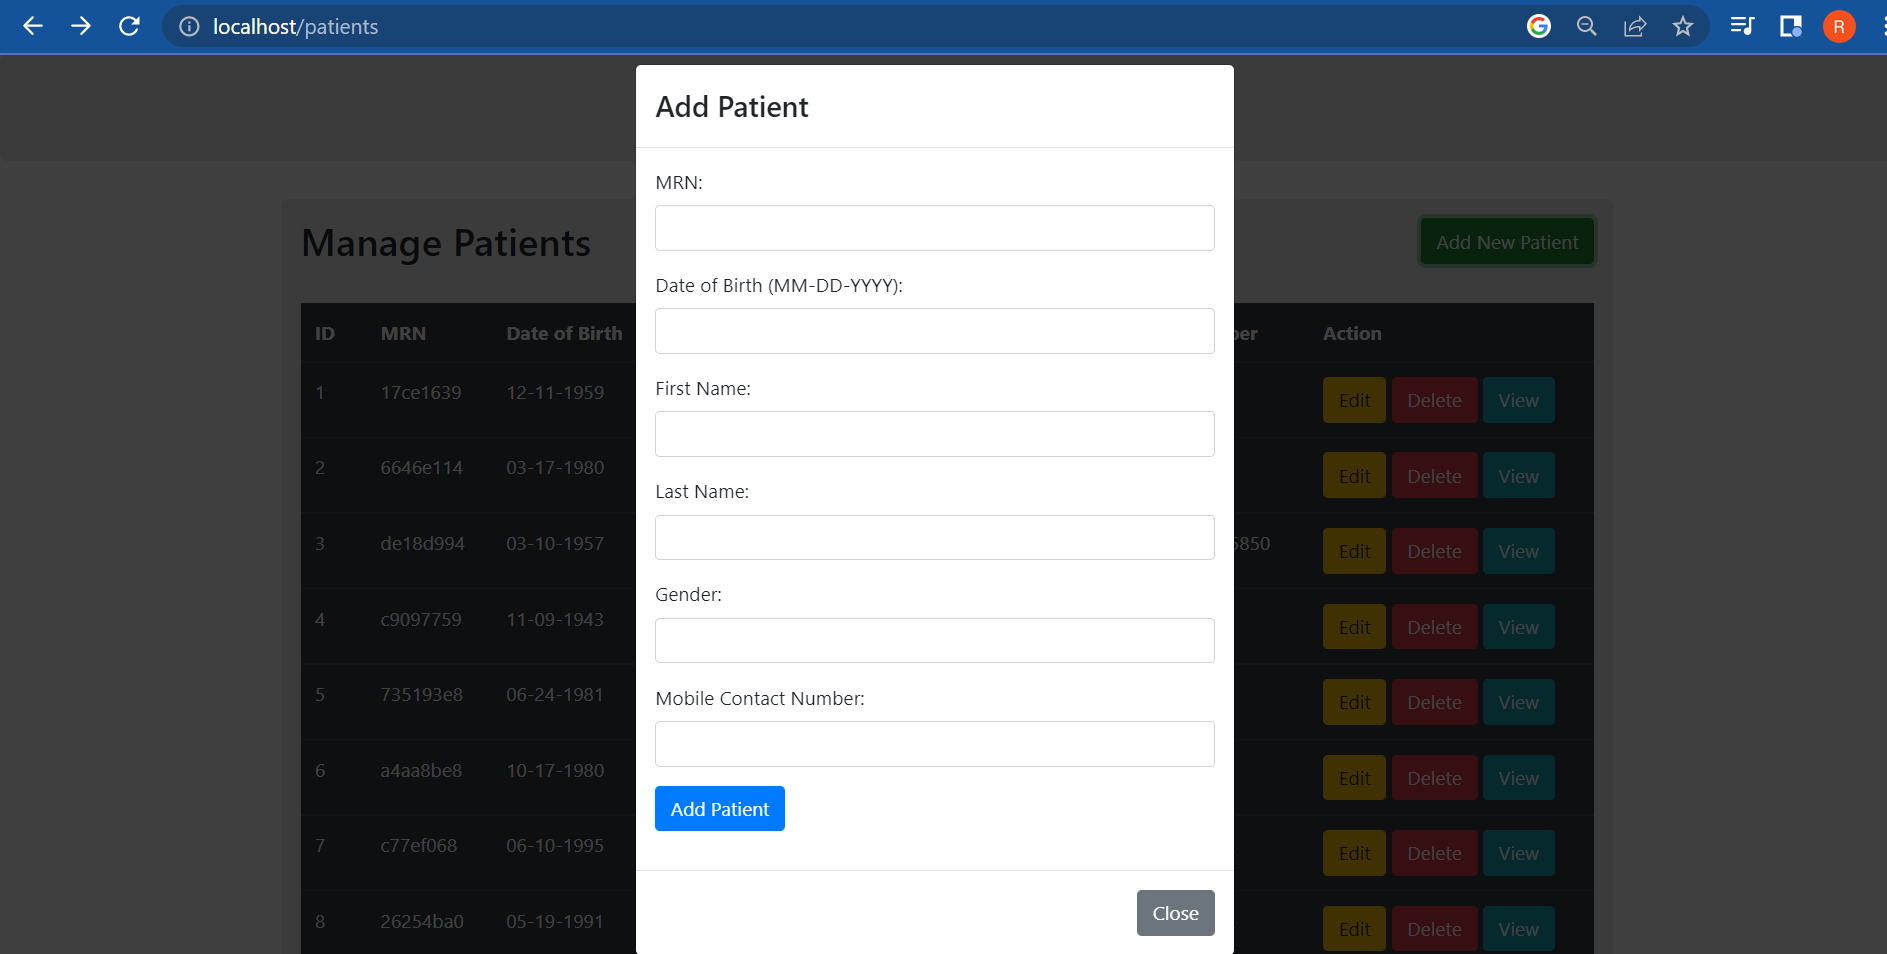 localhost/patients
R
Add Patient
MRN:
Date of Birth (MM-DD-YYYY):
First Name:
Last Name:
Gender:
Mobile Contact Number:
Add Patient
Close
Manage Patients
Add New Patient
ID MRN Date of Birth ber Action
1 17ce1639 12-11-1959 Edit Delete View
2 6646e114 03-17-1980 Edit Delete View
3 de18d994 03-10-1957 5850 Edit Delete View
4 c9097759 11-09-1943 Edit Delete View
5 735193e8 06-24-1981 Edit Delete View
6 a4aa8be8 10-17-1980 Edit Delete View
7 c77ef068 06-10-1995 Edit Delete View
8 26254ba0 05-19-1991 Edit Delete View